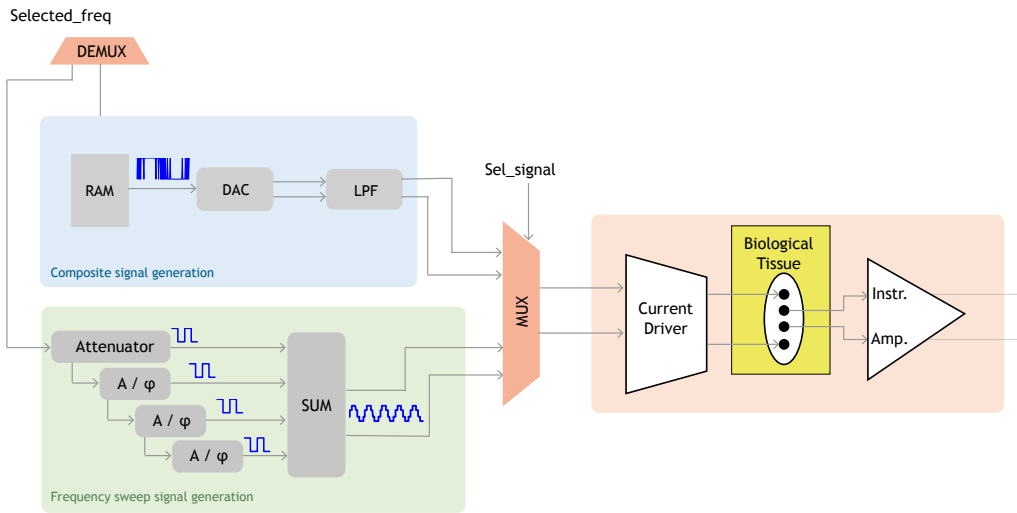 Selected_freq
DEMUX
RAM
DAC
LPF
Composite signal generation
Sel_signal
MUX
Attenuator
A / φ
A / φ
A / φ
SUM
Frequency sweep signal generation
Current
Driver
Biological
Tissue
Instr.
Amp.